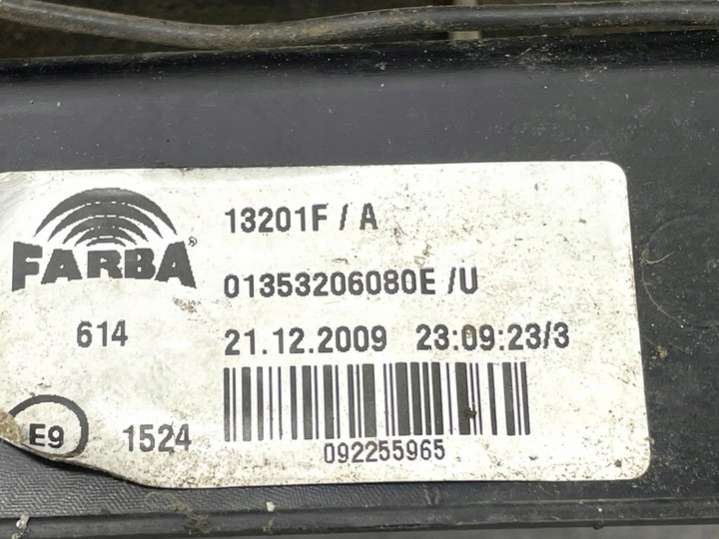 FARBA®
13201F / A
01353206080E /U
614
21.12.2009 23:09:23/3
E9
1524
092255965